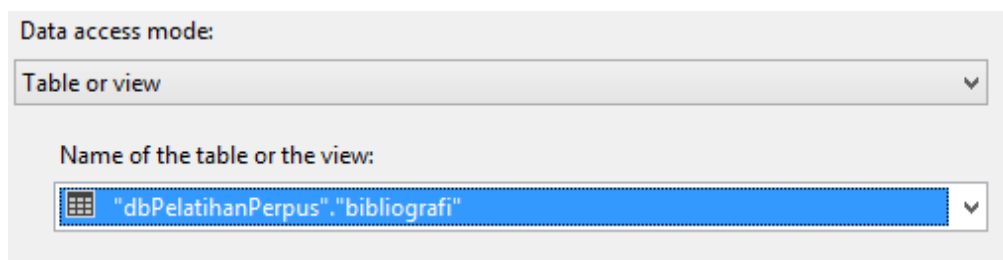 Data access mode:
Table or view
Name of the table or the view:
"dbPelatihanPerpus"."bibliografi"